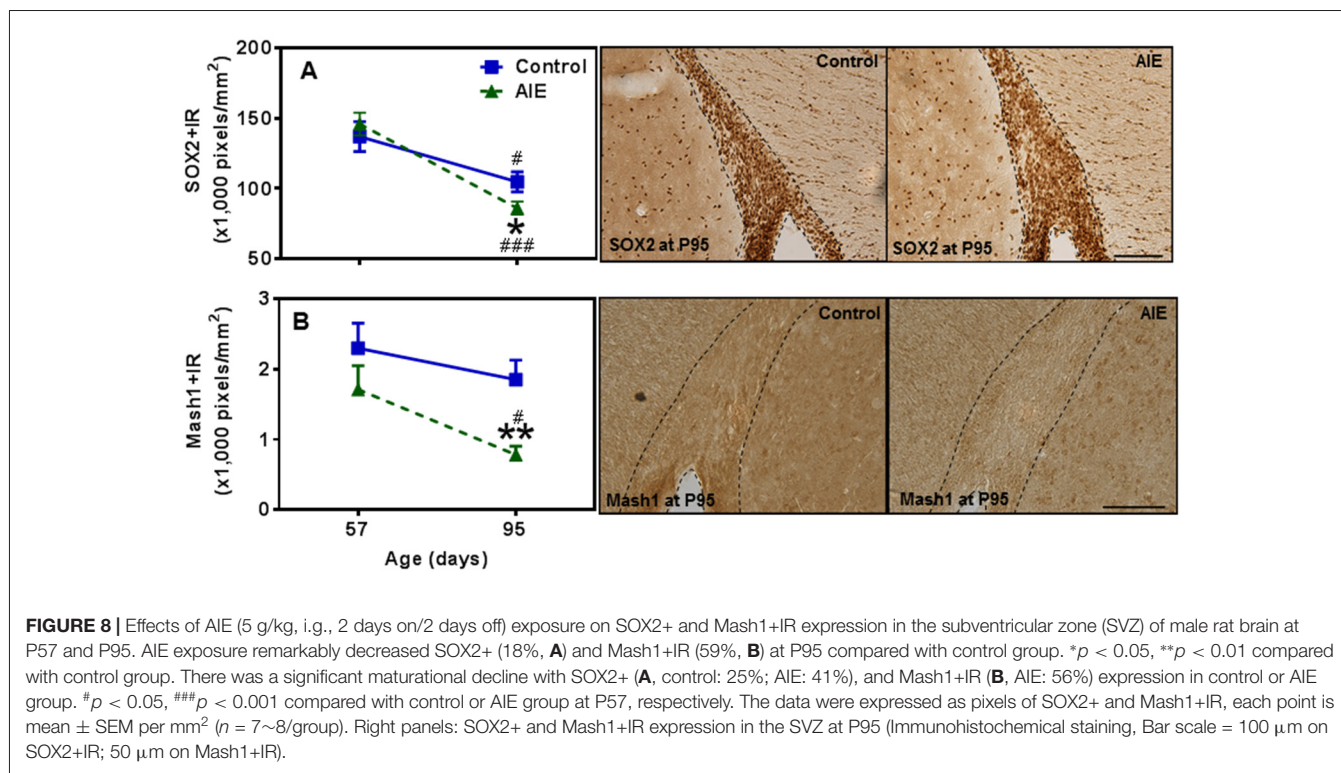 200
150
100
50
SOX2+IR
(x1,000 pixels/mm²)
A
Control
AIE
#
*
###
Control
SOX2 at P95
AIE
SOX2 at P95
3
2
1
0
Mash1+IR
(x1,000 pixels/mm²)
B
#
**
57
95
Age (days)
Control
Mash1 at P95
AIE
Mash1 at P95
FIGURE 8 | Effects of AIE (5 g/kg, i.g., 2 days on/2 days off) exposure on SOX2+ and Mash1+IR expression in the subventricular zone (SVZ) of male rat brain at
P57 and P95. AIE exposure remarkably decreased SOX2+ (18%, A) and Mash1+IR (59%, B) at P95 compared with control group. *p < 0.05, **p < 0.01 compared
with control group. There was a significant maturational decline with SOX2+ (A, control: 25%; AIE: 41%), and Mash1+IR (B, AIE: 56%) expression in control or AIE
group. #p < 0.05, ###p < 0.001 compared with control or AIE group at P57, respectively. The data were expressed as pixels of SOX2+ and Mash1+IR, each point is
mean ± SEM per mm² (n = 7~8/group). Right panels: SOX2+ and Mash1+IR expression in the SVZ at P95 (Immunohistochemical staining, Bar scale = 100 μm on
SOX2+IR; 50 μm on Mash1+IR).